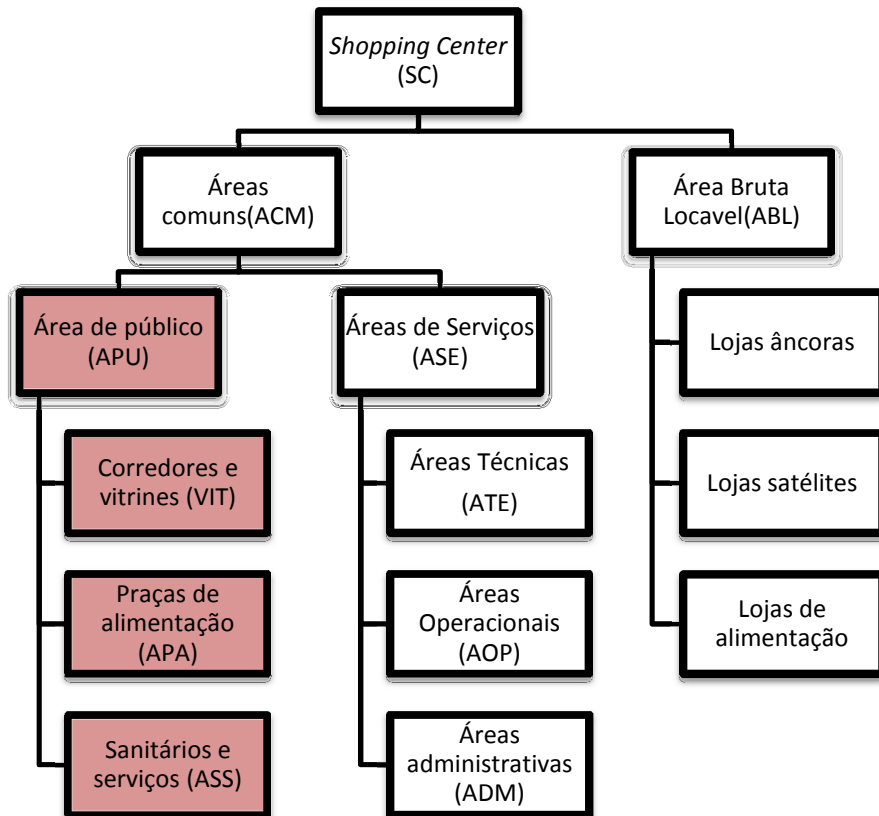 Shopping Center
(SC)
Áreas
comuns(ACM)
Área Bruta
Locavel(ABL)
Área de público
(APU)
Áreas de Serviços
(ASE)
Lojas âncoras
Corredores e
vitrines (VIT)
Áreas Técnicas
(ATE)
Lojas satélites
Praças de
alimentação
(APA)
Áreas
Operacionais
(AOP)
Lojas de
alimentação
Sanitários e
serviços (ASS)
Áreas
administrativas
(ADM)